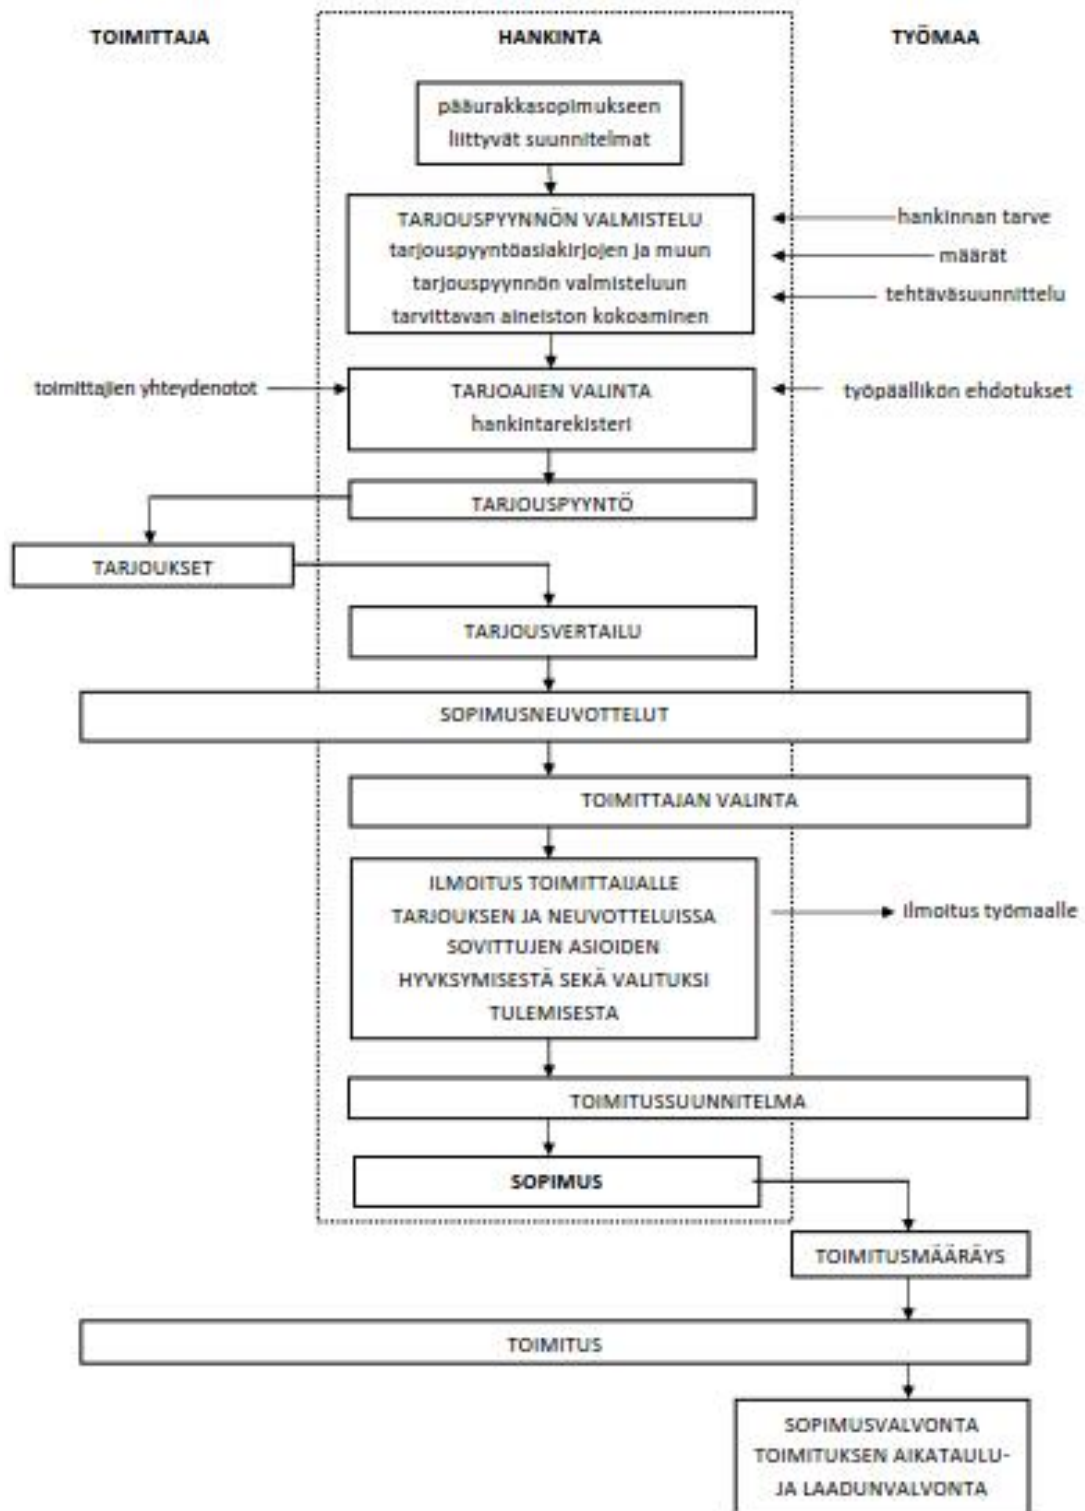 TOIMITTAJA
HANKINTA
TYÖMAA
pääurakkasopimukseen
liittyvät suunnitelmat
TARJOUSPYYNNÖN VALMISTELU
tarjouspyyntöasiakirjojen ja muun
tarjouspyynnön valmisteluun
tarvittavan aineiston kokoaminen
hankinnan tarve
määrät
tehtäväsuunnittelu
toimittajien yhteydenotot
TARJOAJIEN VALINTA
hankintarekisteri
työpäällikön ehdotukset
TARJOUSPYYNTÖ
TARJOUKSET
TARJOUSVERTAILU
SOPIMUSNEUVOTTELUT
TOIMITTAJAN VALINTA
ILMOITUS TOIMITTAIJALLE
TARJOUKSEN JA NEUVOTTELUISSA
SOVITTUJEN ASIOIDEN
HYVKSYMISESTÄ SEKÄ VALITUKSI
TULEMISESTA
ilmoitus työmaalle
TOIMITUSSUUNNITELMA
SOPIMUS
TOIMITUSMÄÄRÄYS
TOIMITUS
SOPIMUSVALVONTA
TOIMITUKSEN AIKATAULU-
JA LAADUNVALVONTA